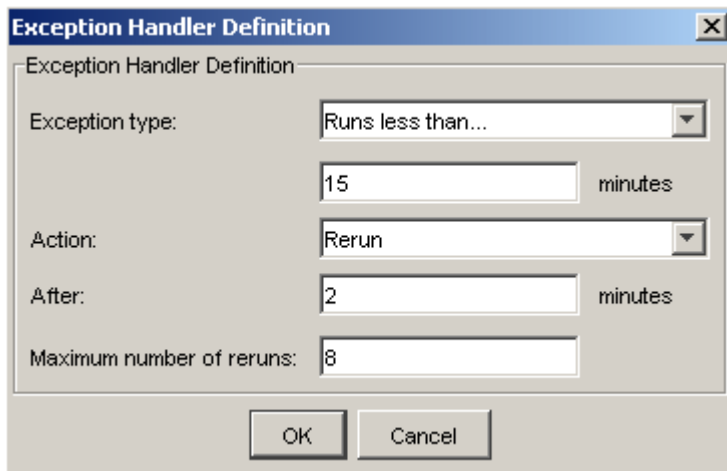 Exception Handler Definition
Exception Handler Definition
Exception type: Runs less than...
15 minutes
Action: Rerun
After: 2 minutes
Maximum number of reruns: 8
OK Cancel